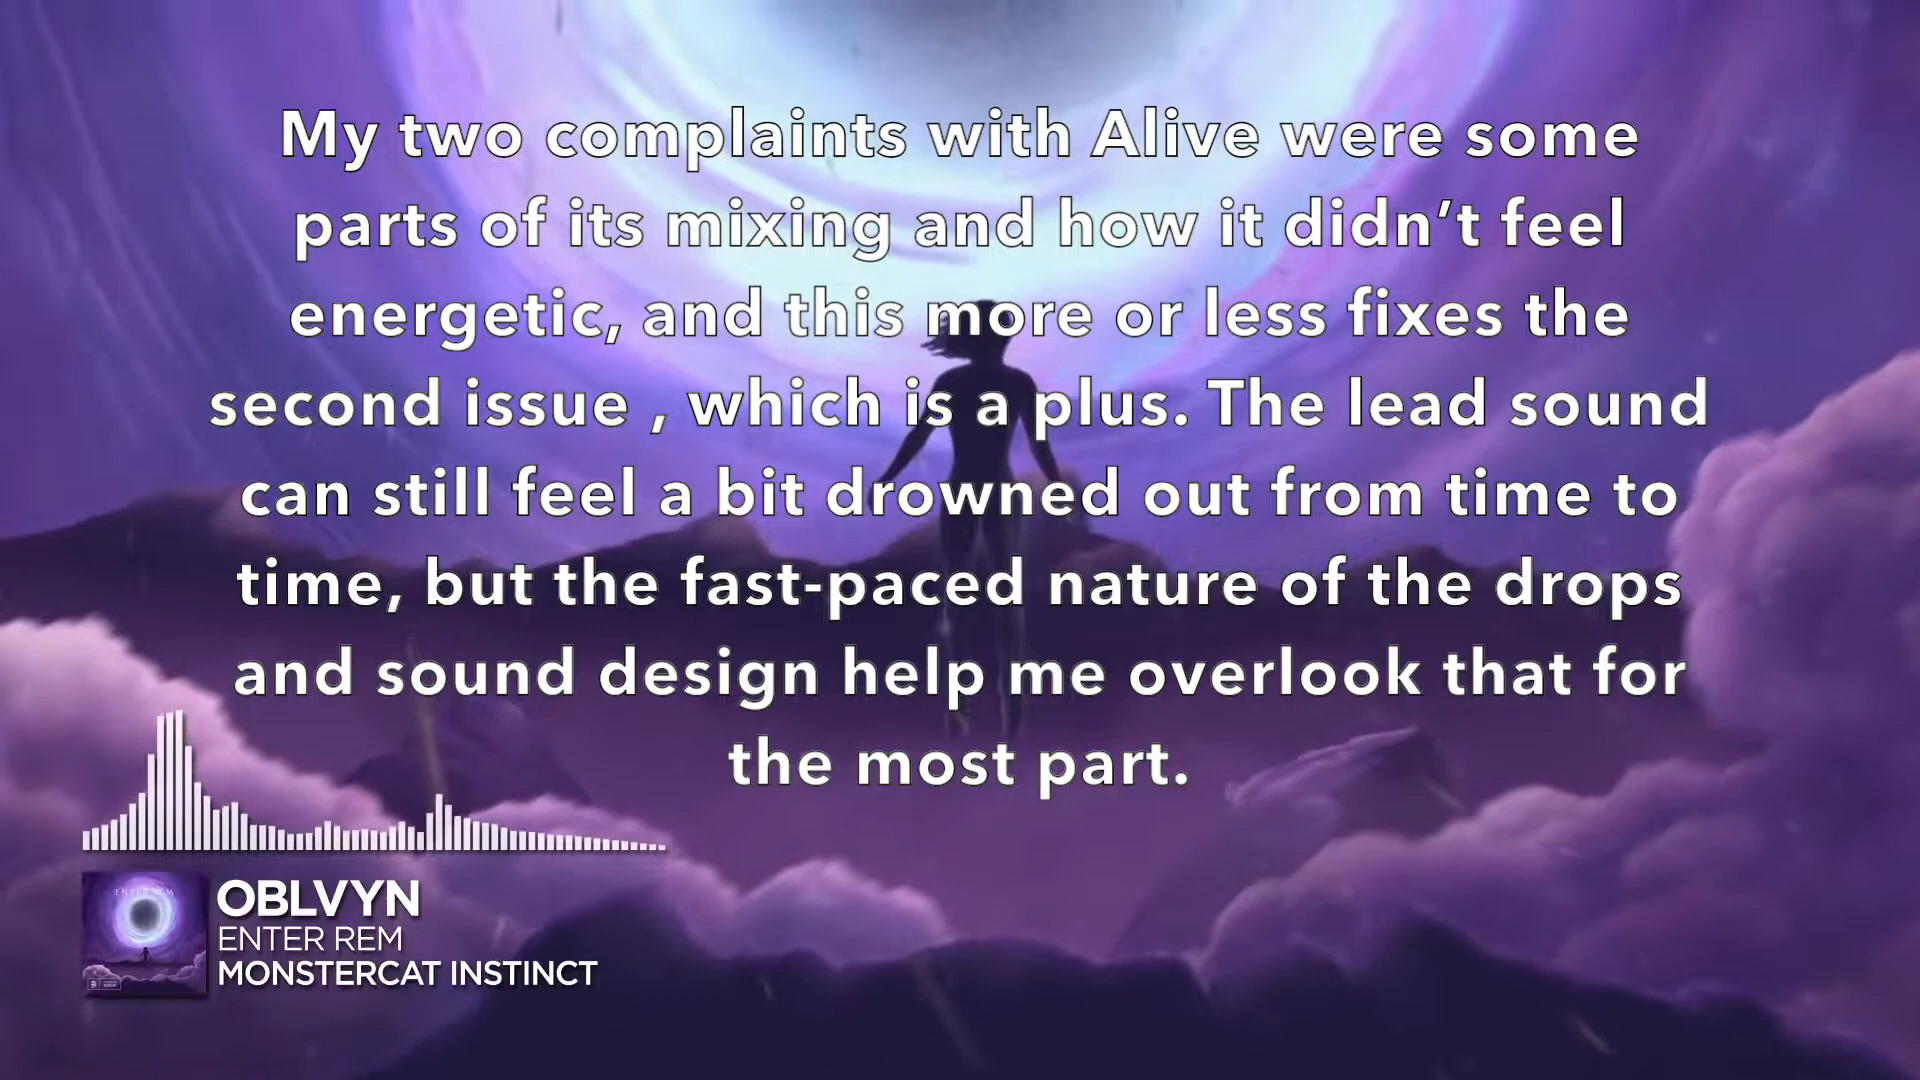 My two complaints with Alive were some
parts of its mixing and how it didn’t feel
energetic, and this more or less fixes the
second issue , which is a plus. The lead sound
can still feel a bit drowned out from time to
time, but the fast-paced nature of the drops
and sound design help me overlook that for
the most part.
ENTER REM
OBLVYN
ENTER REM
MONSTERCAT INSTINCT